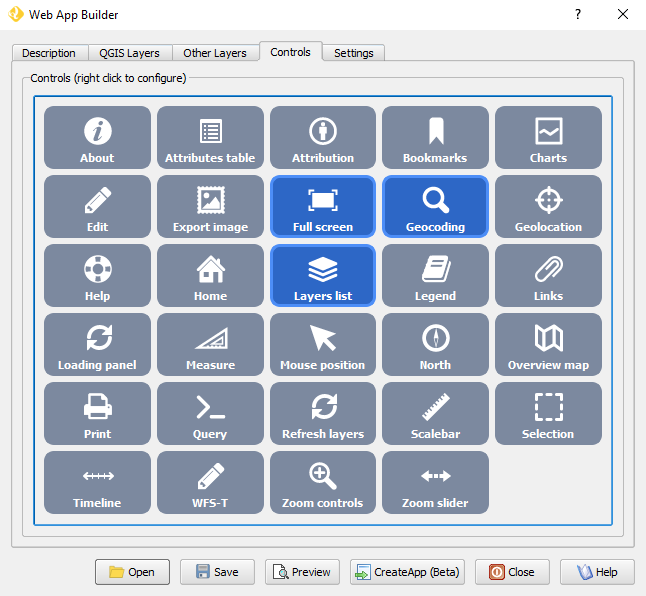 Web App Builder
?
Description
QGIS Layers
Other Layers
Controls
Settings
Controls (right click to configure)
About
Attributes table
Attribution
Bookmarks
Charts
Edit
Export image
Full screen
Geocoding
Geolocation
Help
Home
Layers list
Legend
Links
Loading panel
Measure
Mouse position
North
Overview map
Print
Query
Refresh layers
Scalebar
Selection
Timeline
WFS-T
Zoom controls
Zoom slider
Open
Save
Preview
CreateApp (Beta)
Close
Help